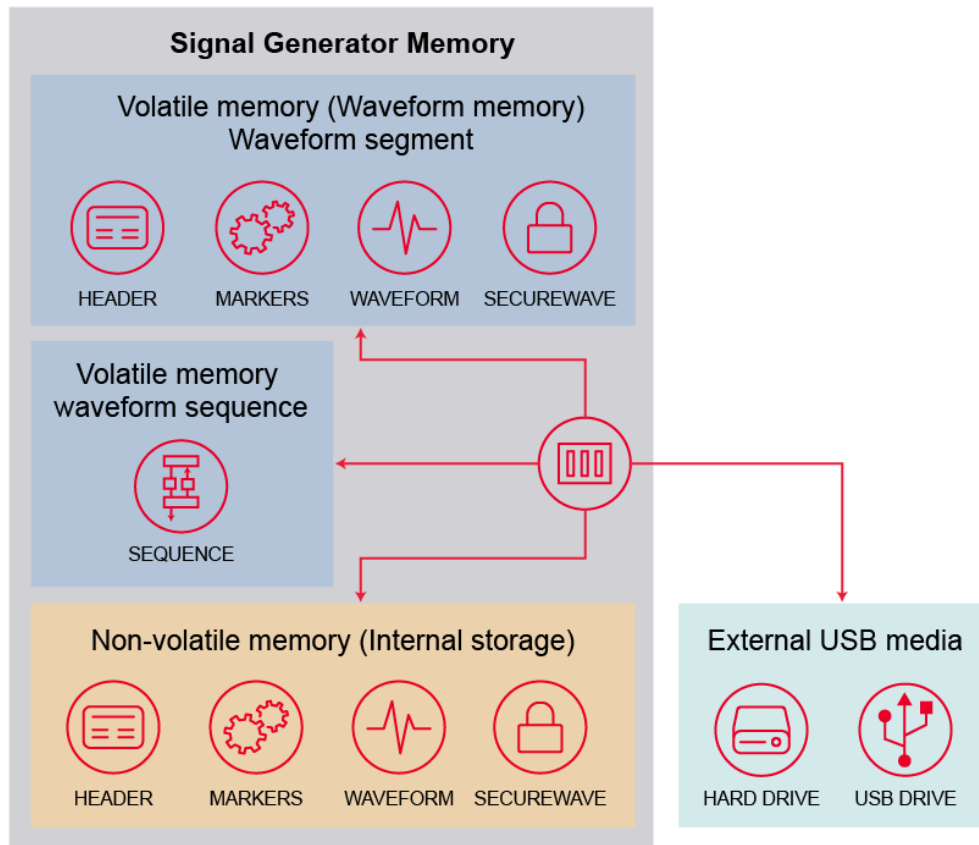 Signal Generator Memory
Volatile memory (Waveform memory)
Waveform segment
HEADER
MARKERS
WAVEFORM
SECUREWAVE
Volatile memory
waveform sequence
SEQUENCE
Non-volatile memory (Internal storage)
HEADER
MARKERS
WAVEFORM
SECUREWAVE
External USB media
HARD DRIVE
USB DRIVE